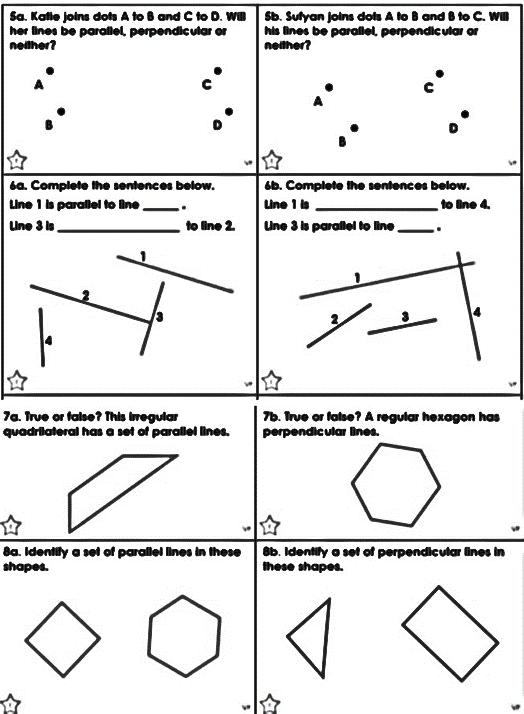 5a. Katie joins dots A to B and C to D. Will
her lines be parallel, perpendicular or
neither?
A
C
B
D
5b. Sufyan joins dots A to B and B to C. Will
his lines be parallel, perpendicular or
neither?
A
C
B
D
6a. Complete the sentences below.
Line 1 is parallel to line _____ .
Line 3 is _________________ to line 2.
1
2
3
4
6b. Complete the sentences below.
Line 1 is _________________ to line 4.
Line 3 is parallel to line _____ .
1
2
3
4
7a. True or false? This irregular
quadrilateral has a set of parallel lines.
7b. True or false? A regular hexagon has
perpendicular lines.
8a. Identify a set of parallel lines in these
shapes.
8b. Identify a set of perpendicular lines in
these shapes.